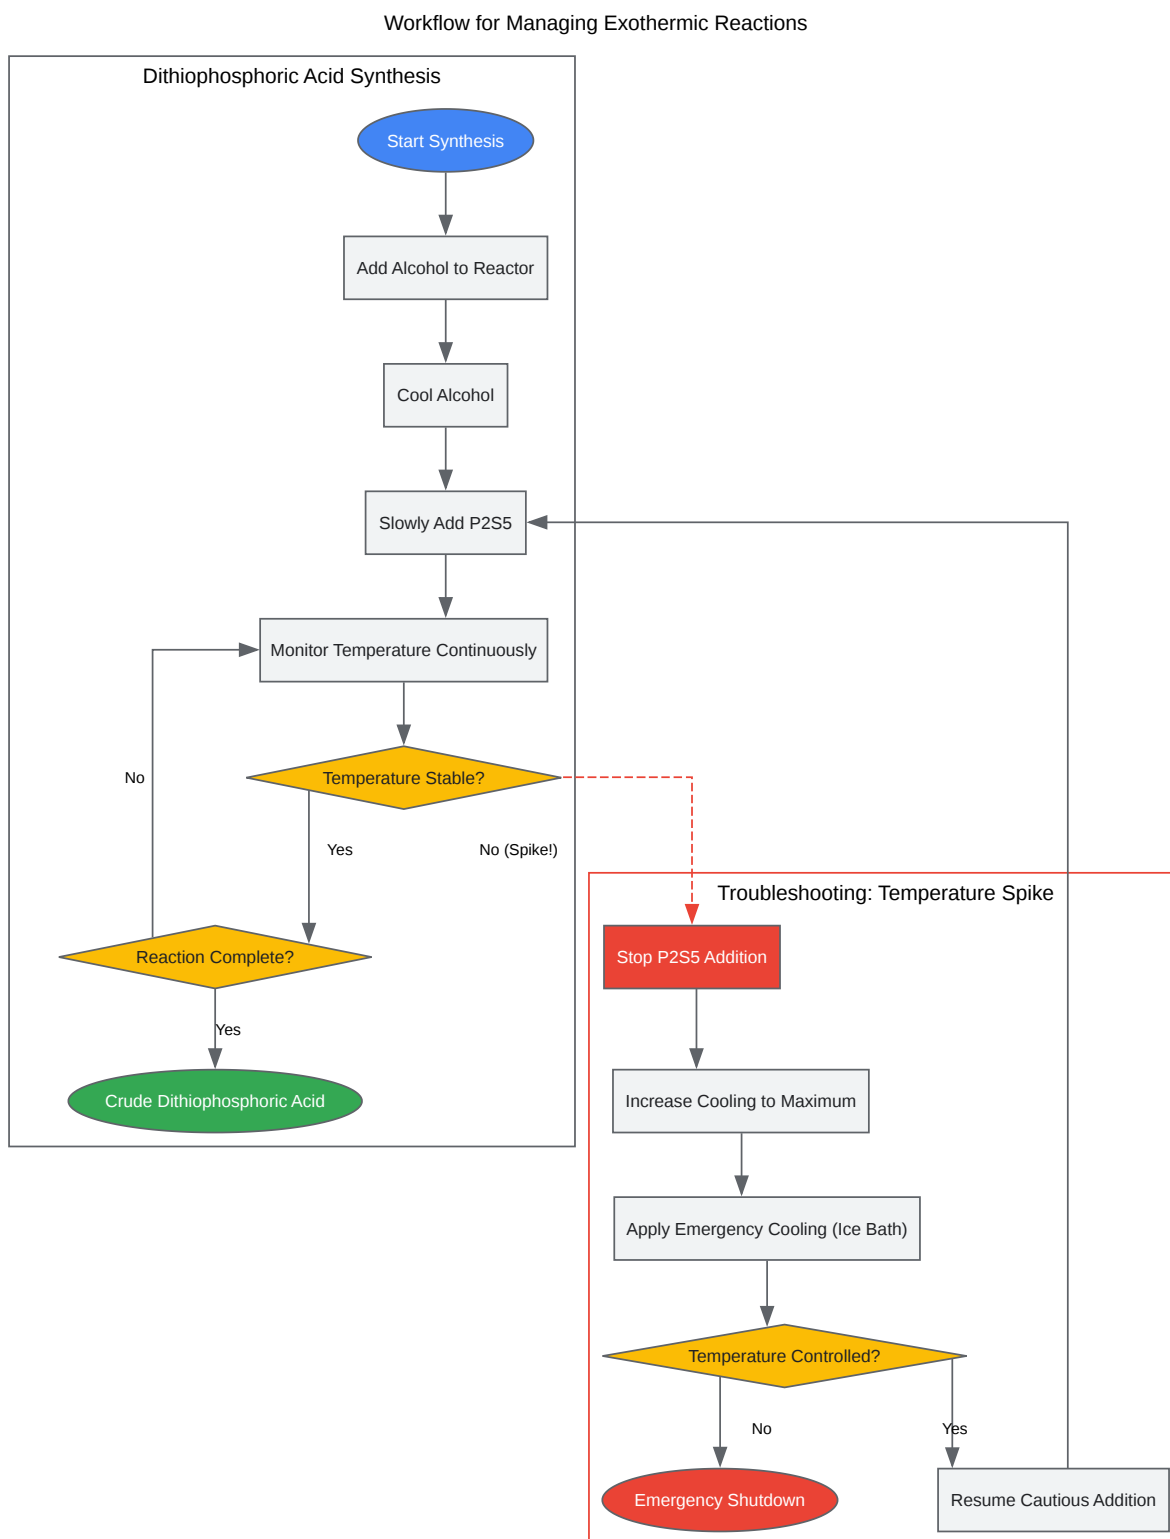 Workflow for Managing Exothermic Reactions
Dithiophosphoric Acid Synthesis
Start Synthesis
Add Alcohol to Reactor
Cool Alcohol
Slowly Add P2S5
Monitor Temperature Continuously
Temperature Stable?
No
Yes
No (Spike!)
Reaction Complete?
Yes
Crude Dithiophosphoric Acid
Troubleshooting: Temperature Spike
Stop P2S5 Addition
Increase Cooling to Maximum
Apply Emergency Cooling (Ice Bath)
Temperature Controlled?
No
Yes
Emergency Shutdown
Resume Cautious Addition